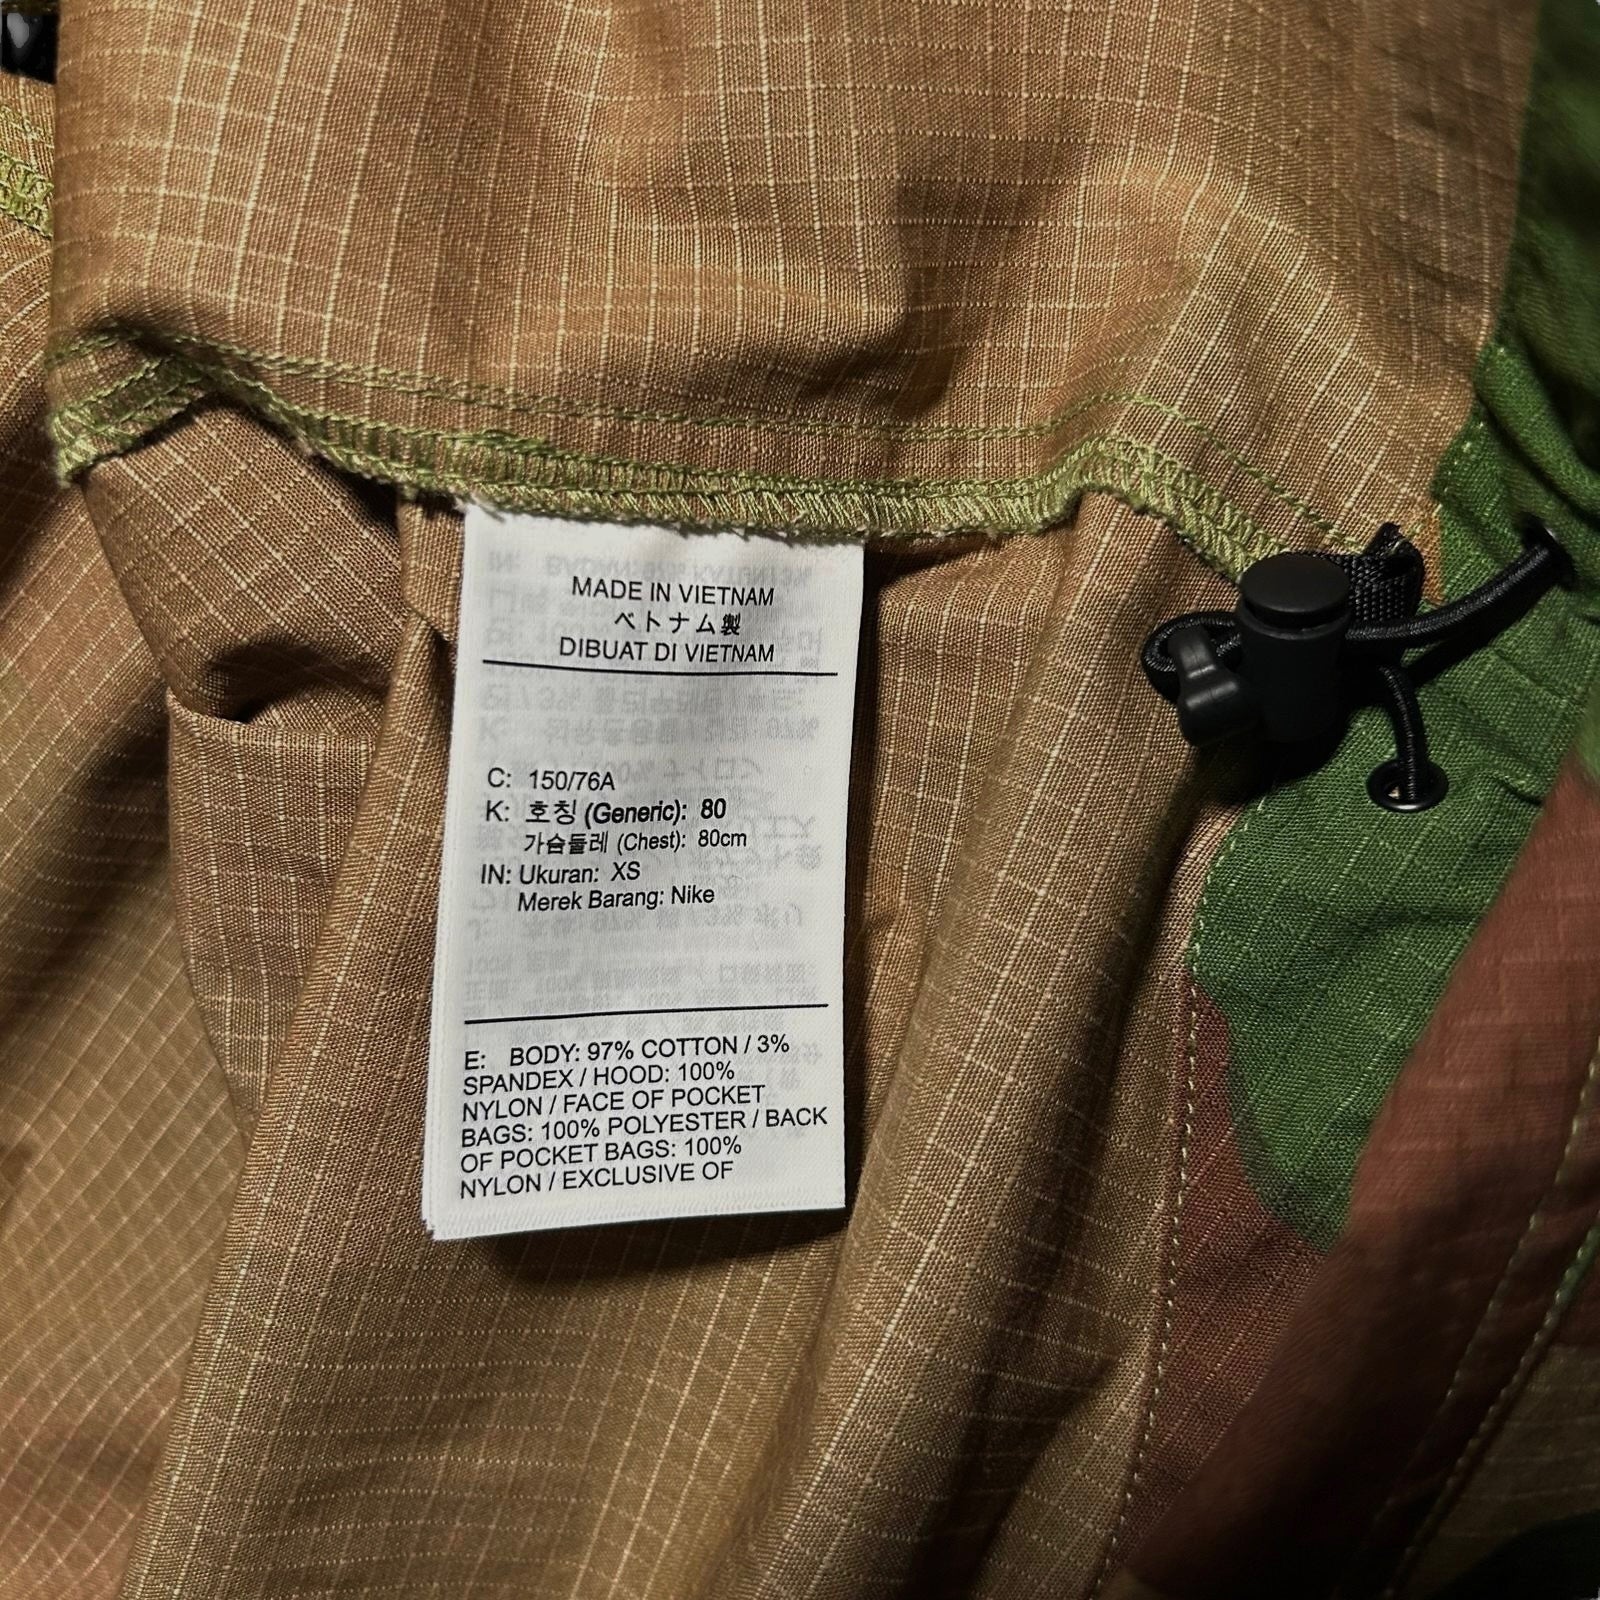 MADE IN VIETNAM
ベトナム製
DIBUAT DI VIETNAM
C: 150/76A
K: 호칭 (Generic): 80
가슴둘레 (Chest): 80cm
IN: Ukuran: XS
Merek Barang: Nike
E: BODY: 97% COTTON / 3%
SPANDEX / HOOD: 100%
NYLON / FACE OF POCKET
BAGS: 100% POLYESTER / BACK
OF POCKET BAGS: 100%
NYLON / EXCLUSIVE OF